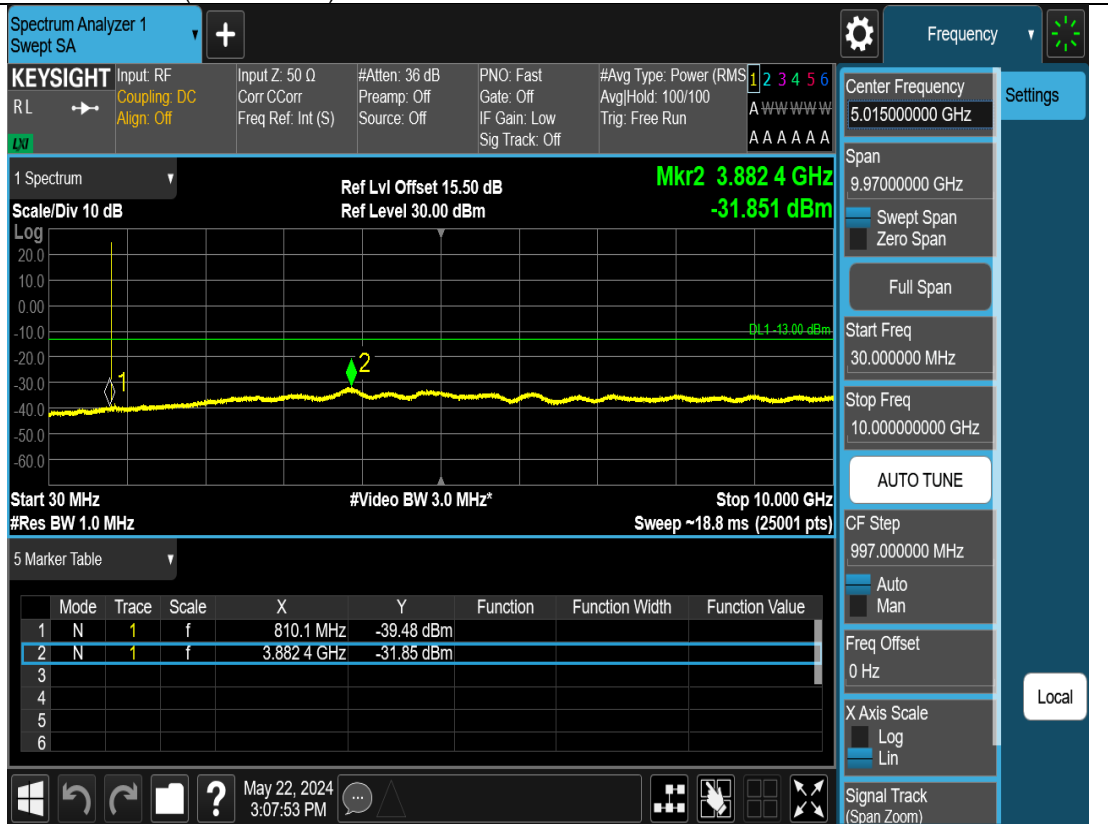 Spectrum Analyzer 1
Swept SA
+
Frequency
KEYSIGHT
RL
LXI
Input: RF
Coupling: DC
Align: Off
Input Z: 50 Ω
Corr CCorr
Freq Ref: Int (S)
#Atten: 36 dB
Preamp: Off
Source: Off
PNO: Fast
Gate: Off
IF Gain: Low
Sig Track: Off
#Avg Type: Power (RMS
Avg|Hold: 100/100
Trig: Free Run
1 2 3 4 5 6
A W W W W W
A A A A A A
1 Spectrum
Scale/Div 10 dB
Ref Lvl Offset 15.50 dB
Ref Level 30.00 dBm
Mkr2 3.882 4 GHz
-31.851 dBm
Log
20.0
10.0
0.00
-10.0
-20.0
-30.0
-40.0
-50.0
-60.0
DL1 -13.00 dBm
1
2
Start 30 MHz
#Video BW 3.0 MHz*
Stop 10.000 GHz
#Res BW 1.0 MHz
Sweep ~18.8 ms (25001 pts)
5 Marker Table
Mode Trace Scale X Y Function Function Width Function Value
1 N 1 f 810.1 MHz -39.48 dBm
2 N 1 f 3.882 4 GHz -31.85 dBm
3
4
5
6
?
May 22, 2024
3:07:53 PM
Center Frequency
5.015000000 GHz
Settings
Span
9.97000000 GHz
Swept Span
Zero Span
Full Span
Start Freq
30.000000 MHz
Stop Freq
10.000000000 GHz
AUTO TUNE
CF Step
997.000000 MHz
Auto
Man
Freq Offset
0 Hz
Local
X Axis Scale
Log
Lin
Signal Track
(Span Zoom)